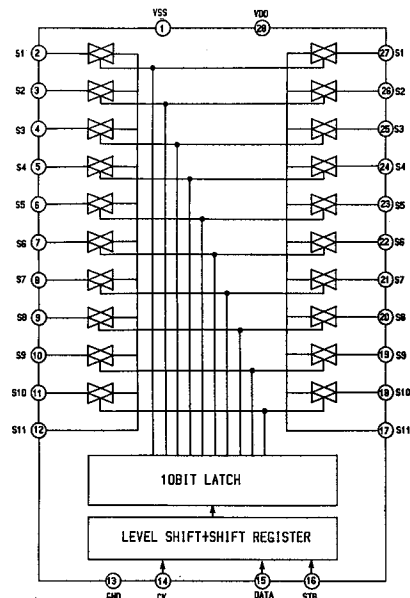 VSS VDD
1 28
S1 2 27 S1
S2 3 26 S2
S3 4 25 S3
S4 5 24 S4
S5 6 23 S5
S6 7 22 S6
S7 8 21 S7
S8 9 20 S8
S9 10 19 S9
S10 11 18 S10
S11 12 17 S11
10BIT LATCH
LEVEL SHIFT+SHIFT REGISTER
13 14 15 16
GND CK DATA STB